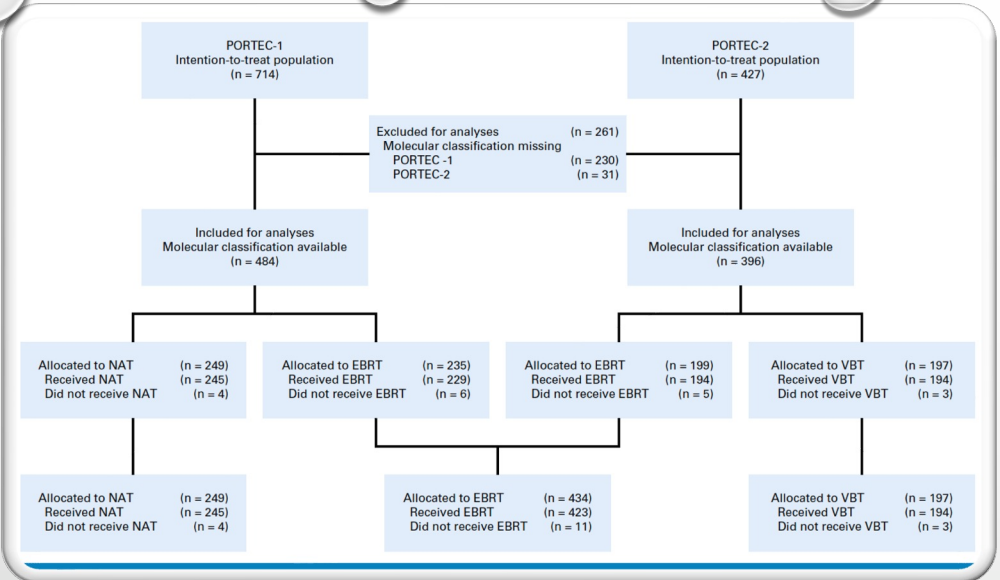 PORTEC-1
Intention-to-treat population
(n = 714)
PORTEC-2
Intention-to-treat population
(n = 427)
Excluded for analyses (n = 261)
Molecular classification missing
PORTEC -1 (n = 230)
PORTEC-2 (n = 31)
Included for analyses
Molecular classification available
(n = 484)
Included for analyses
Molecular classification available
(n = 396)
Allocated to NAT (n = 249)
Received NAT (n = 245)
Did not receive NAT (n = 4)
Allocated to EBRT (n = 235)
Received EBRT (n = 229)
Did not receive EBRT (n = 6)
Allocated to EBRT (n = 199)
Received EBRT (n = 194)
Did not receive EBRT (n = 5)
Allocated to VBT (n = 197)
Received VBT (n = 194)
Did not receive VBT (n = 3)
Allocated to NAT (n = 249)
Received NAT (n = 245)
Did not receive NAT (n = 4)
Allocated to EBRT (n = 434)
Received EBRT (n = 423)
Did not receive EBRT (n = 11)
Allocated to VBT (n = 197)
Received VBT (n = 194)
Did not receive VBT (n = 3)